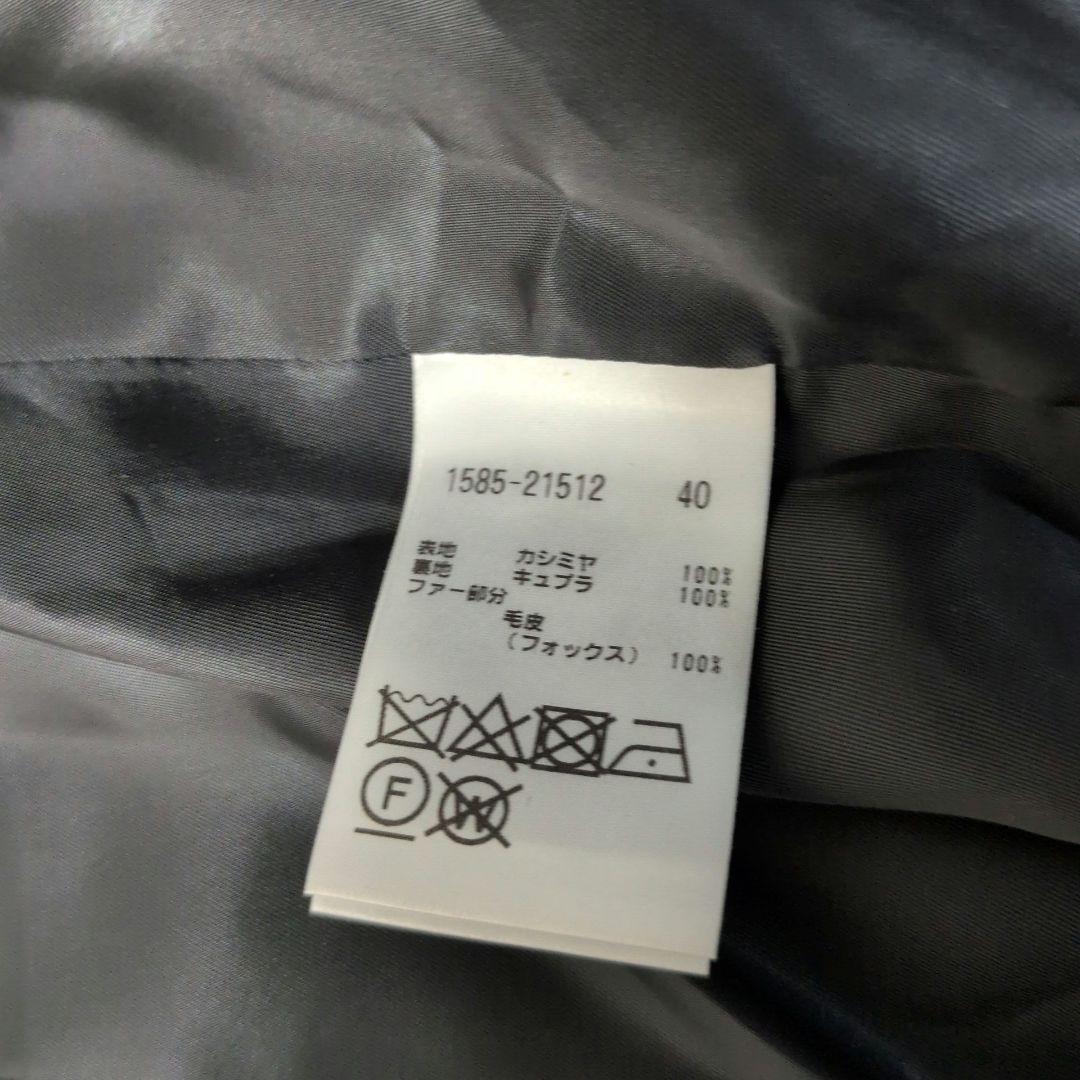 1585-21512 40
表地 カシミヤ 100%
裏地 キュプラ 100%
ファー部分
毛皮
(フォックス) 100%
F W